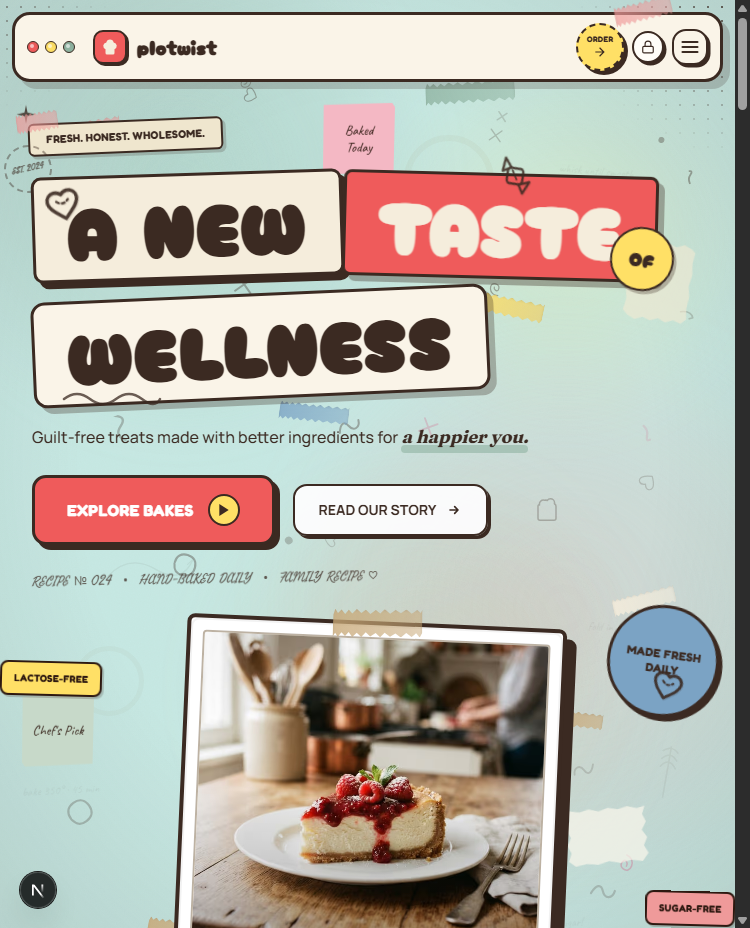 plotwist
ORDER
→
FRESH. HONEST. WHOLESOME.
EST. 2024
Baked
Today
A NEW
TASTE
OF
WELLNESS
Guilt-free treats made with better ingredients for a happier you.
EXPLORE BAKES
READ OUR STORY →
RECIPE № 024 • HAND-BAKED DAILY • FAMILY RECIPE ♡
MADE FRESH
DAILY
LACTOSE-FREE
Chef's Pick
N
SUGAR-FREE